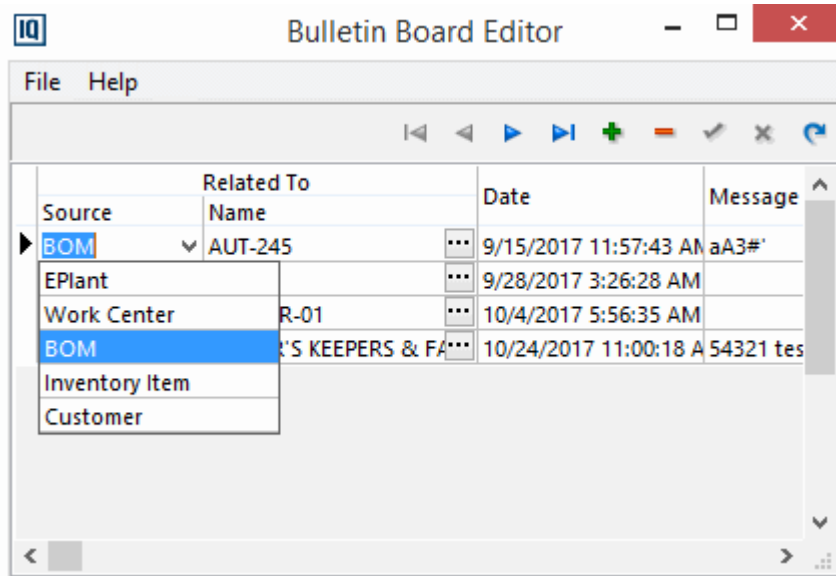 IQ Bulletin Board Editor
File Help
Related To
Source Name Date Message
BOM AUT-245 ... 9/15/2017 11:57:43 AM aA3#'
EPlant ... 9/28/2017 3:26:28 AM
Work Center R-01 ... 10/4/2017 5:56:35 AM
BOM R'S KEEPERS & FA ... 10/24/2017 11:00:18 A 54321 tes
Inventory Item
Customer